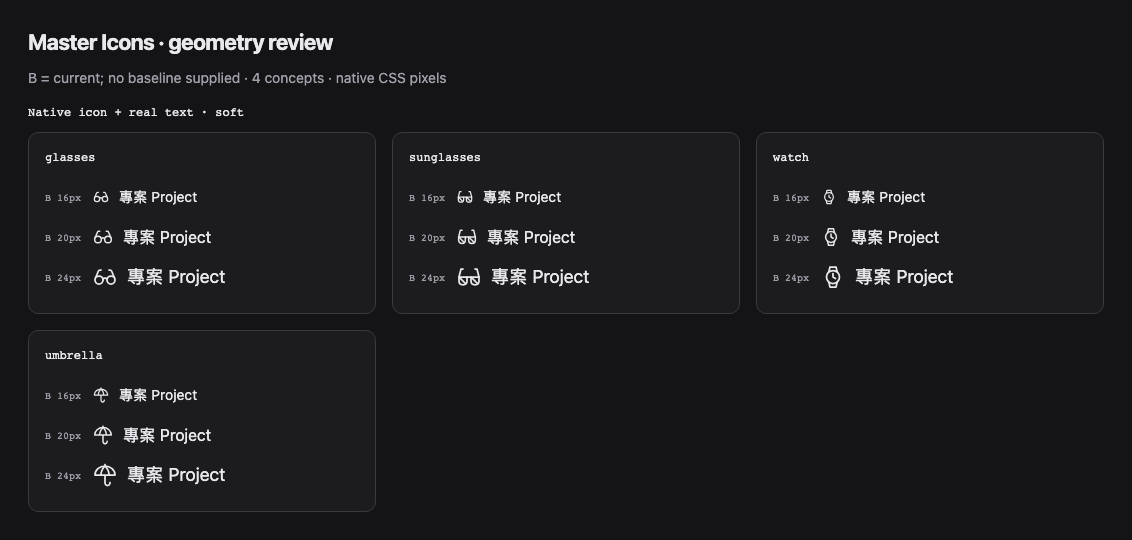 Master Icons · geometry review
B = current; no baseline supplied · 4 concepts · native CSS pixels
Native icon + real text · soft
glasses
B 16px 專案 Project
B 20px 專案 Project
B 24px 專案 Project
sunglasses
B 16px 專案 Project
B 20px 專案 Project
B 24px 專案 Project
watch
B 16px 專案 Project
B 20px 專案 Project
B 24px 專案 Project
umbrella
B 16px 專案 Project
B 20px 專案 Project
B 24px 專案 Project